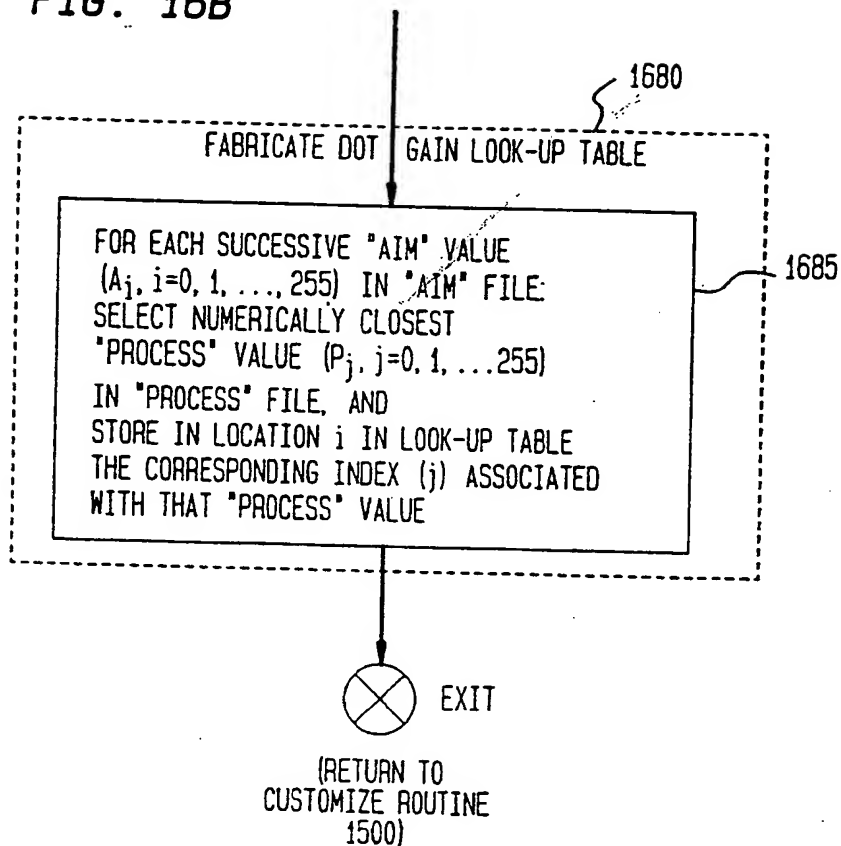 FIG. 16B
1680
FABRICATE DOT GAIN LOOK-UP TABLE
FOR EACH SUCCESSIVE "AIM" VALUE
(Aj, i=0, 1, ..., 255) IN "AIM" FILE:
SELECT NUMERICALLY CLOSEST
"PROCESS" VALUE (Pj, j=0, 1, ...255)
IN "PROCESS" FILE, AND
STORE IN LOCATION i IN LOOK-UP TABLE
THE CORRESPONDING INDEX (j) ASSOCIATED
WITH THAT "PROCESS" VALUE
1685
EXIT
(RETURN TO
CUSTOMIZE ROUTINE
1500)